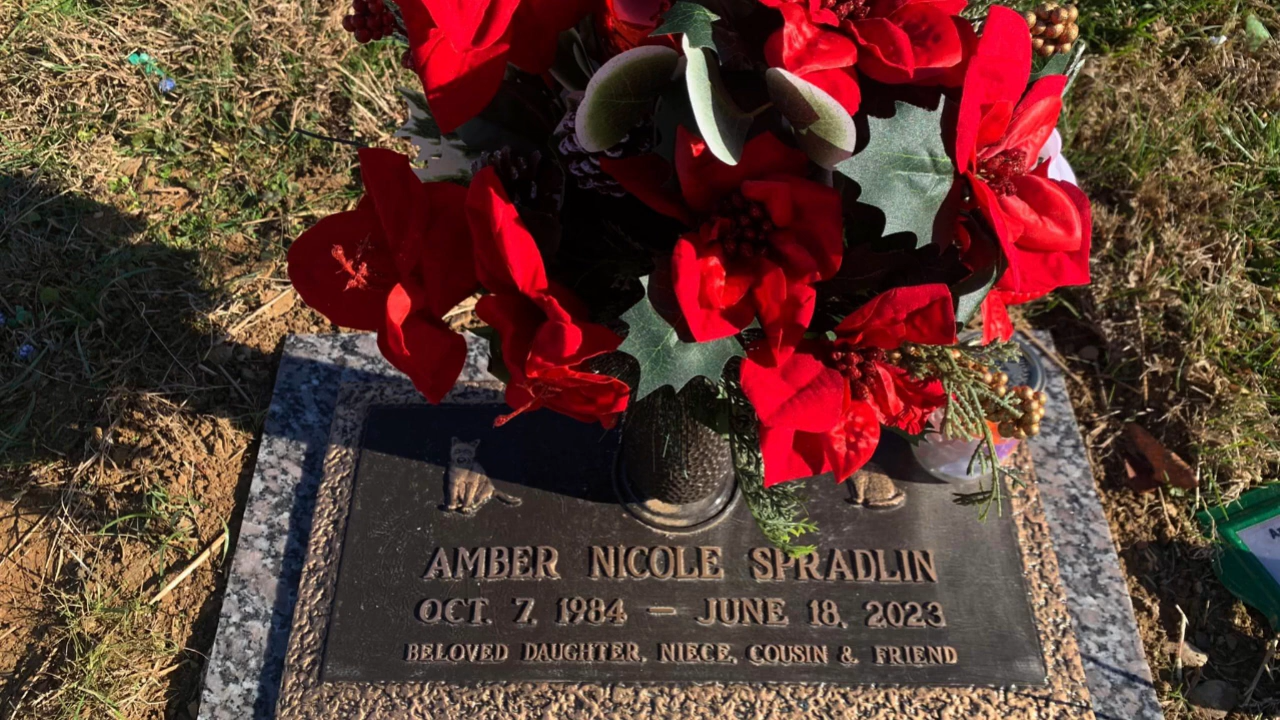 AMBER NICOLE SPRADLIN
OCT. 7, 1984 – JUNE 18, 2023
BELOVED DAUGHTER, NIECE, COUSIN & FRIEND